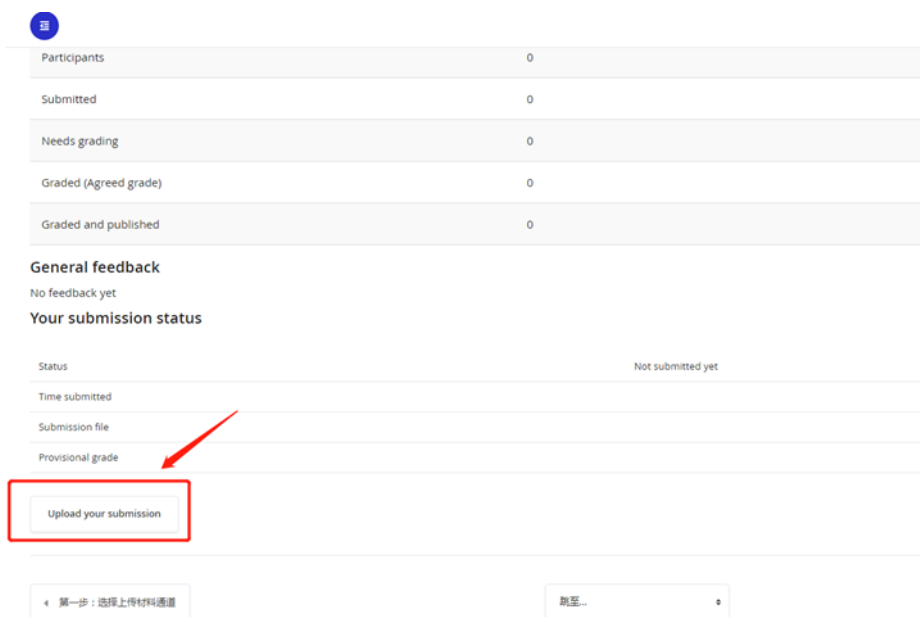 Participants 0
Submitted 0
Needs grading 0
Graded (Agreed grade) 0
Graded and published 0
General feedback
No feedback yet
Your submission status
Status Not submitted yet
Time submitted
Submission file
Provisional grade
Upload your submission
第一步：选择上传材料通道 跳至...